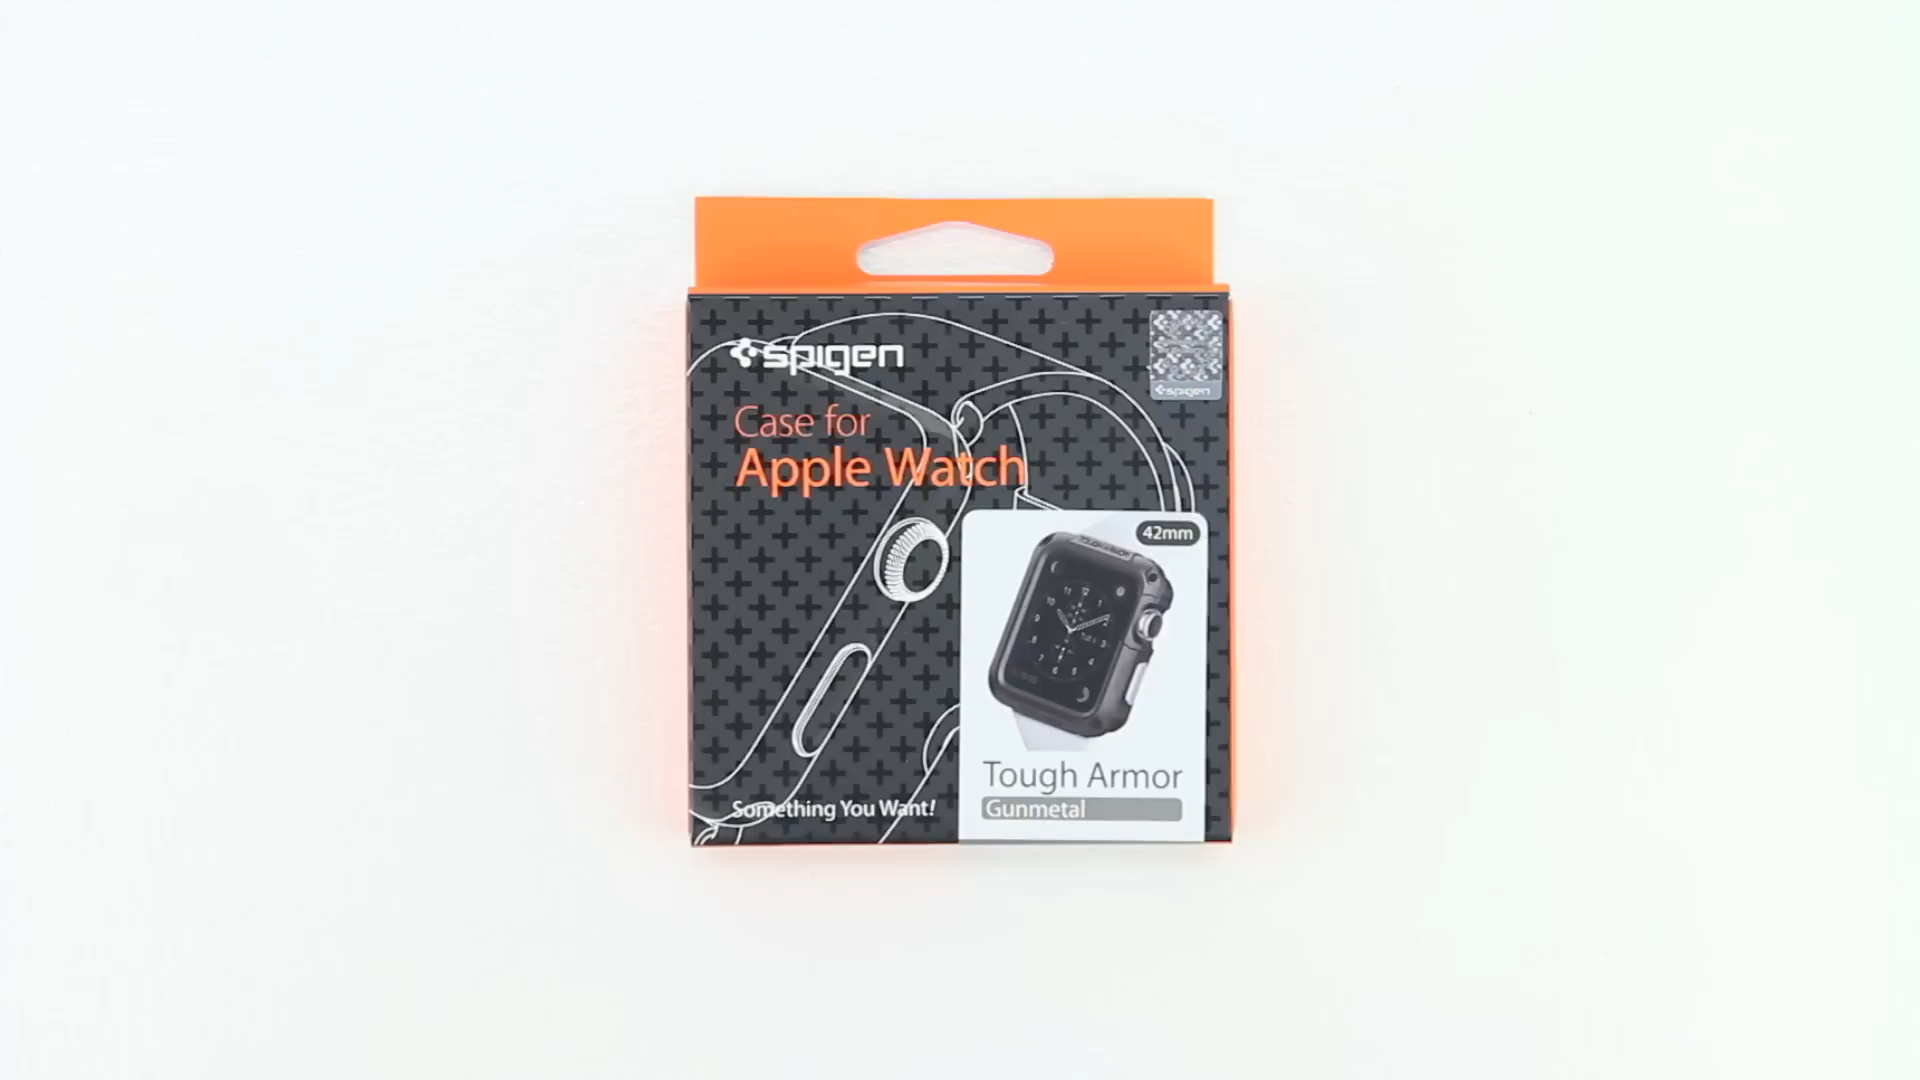 spigen
spigen
Case for
Apple Watch
42mm
Tough Armor
Gunmetal
Something You Want!